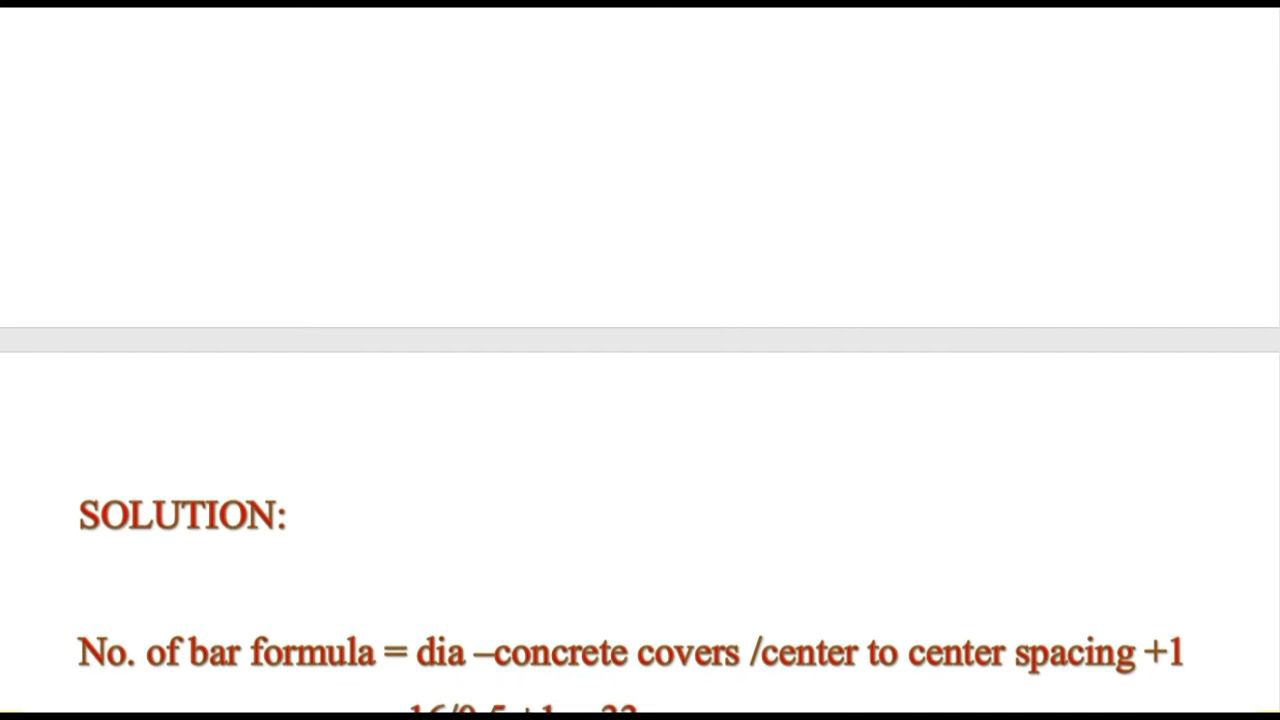 SOLUTION:
No. of bar formula = dia –concrete covers /center to center spacing +1